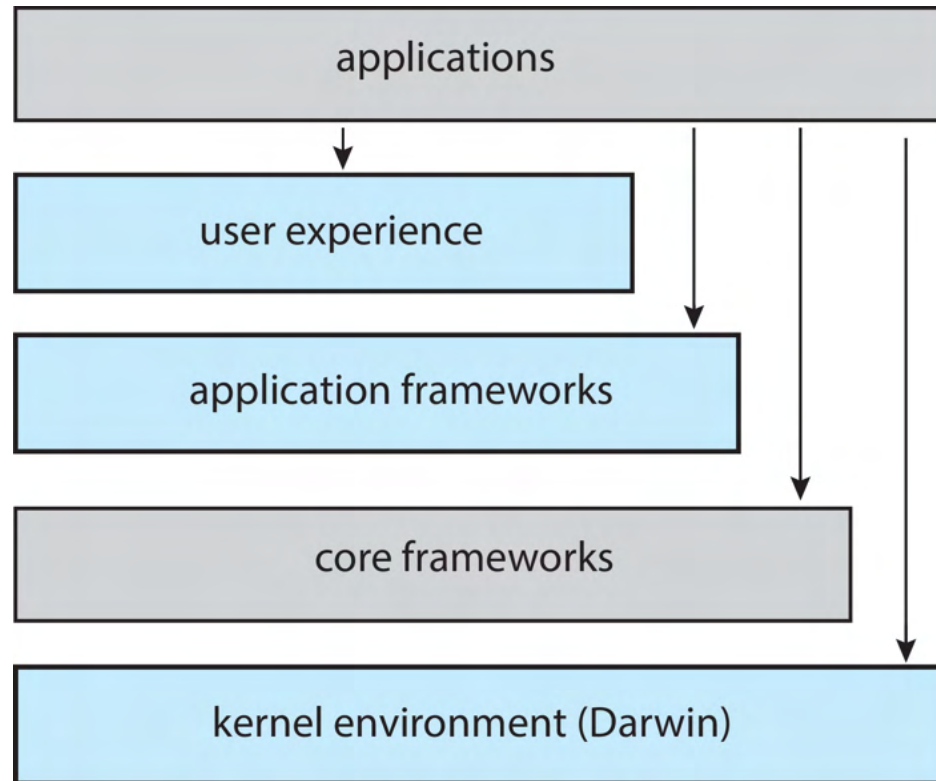 applications
user experience
application frameworks
core frameworks
kernel environment (Darwin)